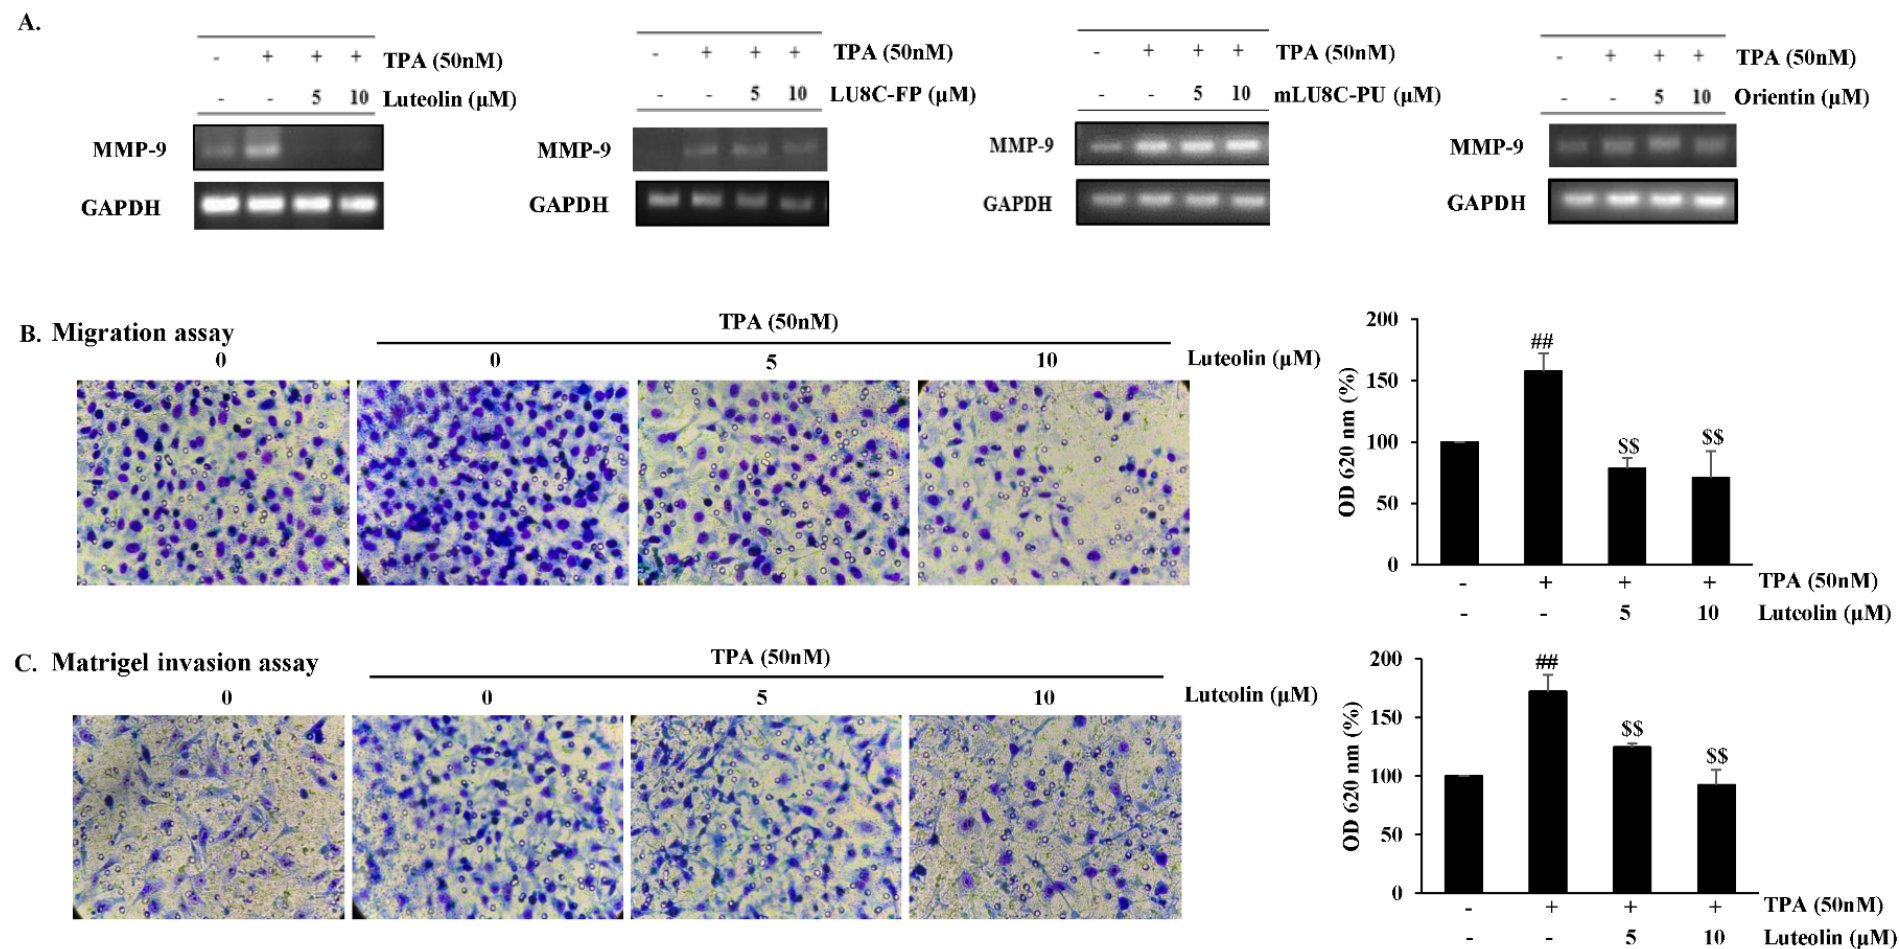 A.
- + + + TPA (50nM)
- - 5 10 Luteolin (μM)
MMP-9
GAPDH
- + + + TPA (50nM)
- - 5 10 LU8C-FP (μM)
MMP-9
GAPDH
- + + + TPA (50nM)
- - 5 10 mLU8C-PU (μM)
MMP-9
GAPDH
- + + + TPA (50nM)
- - 5 10 Orientin (μM)
MMP-9
GAPDH
B. Migration assay
TPA (50nM)
0 0 5 10 Luteolin (μM)
OD 620 nm (%)
200
150
100
50
0
##
$$
$$
- + + + TPA (50nM)
- - 5 10 Luteolin (μM)
C. Matrigel invasion assay
TPA (50nM)
0 0 5 10 Luteolin (μM)
OD 620 nm (%)
200
150
100
50
0
##
$$
$$
- + + + TPA (50nM)
- - 5 10 Luteolin (μM)